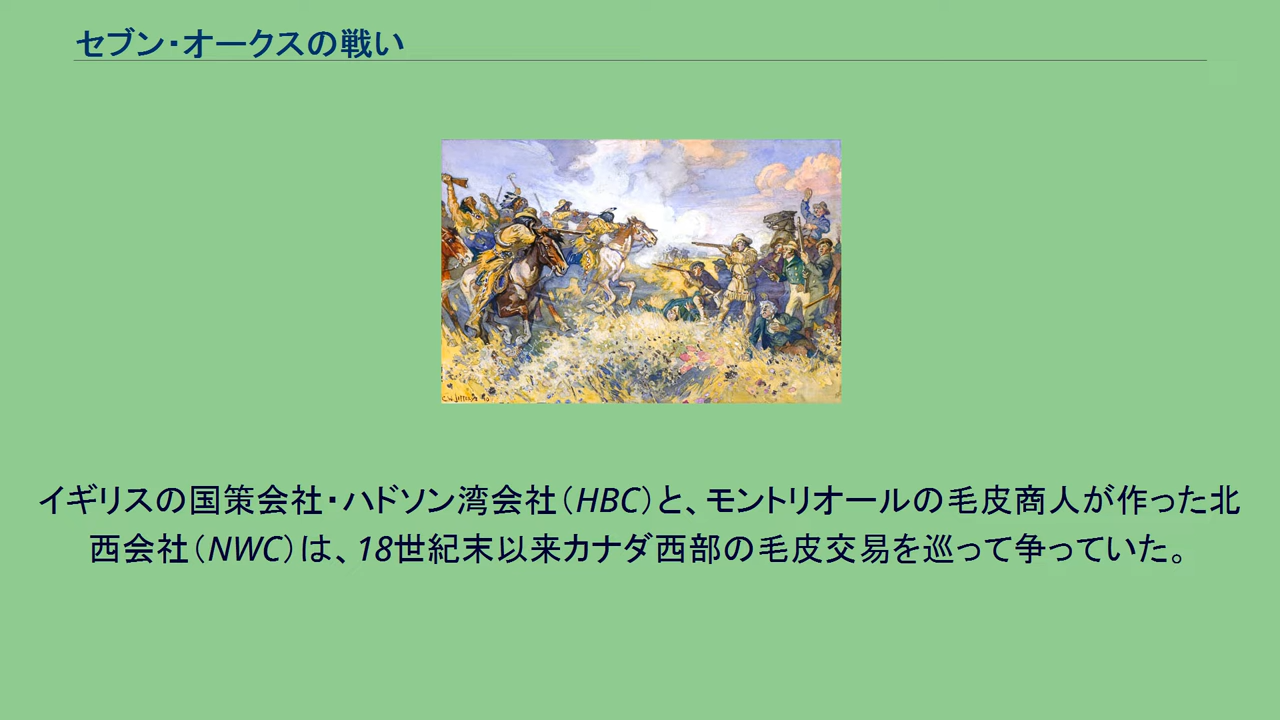 セブン・オークスの戦い
イギリスの国策会社・ハドソン湾会社（HBC）と、モントリオールの毛皮商人が作った北
西会社（NWC）は、18世紀末以来カナダ西部の毛皮交易を巡って争っていた。